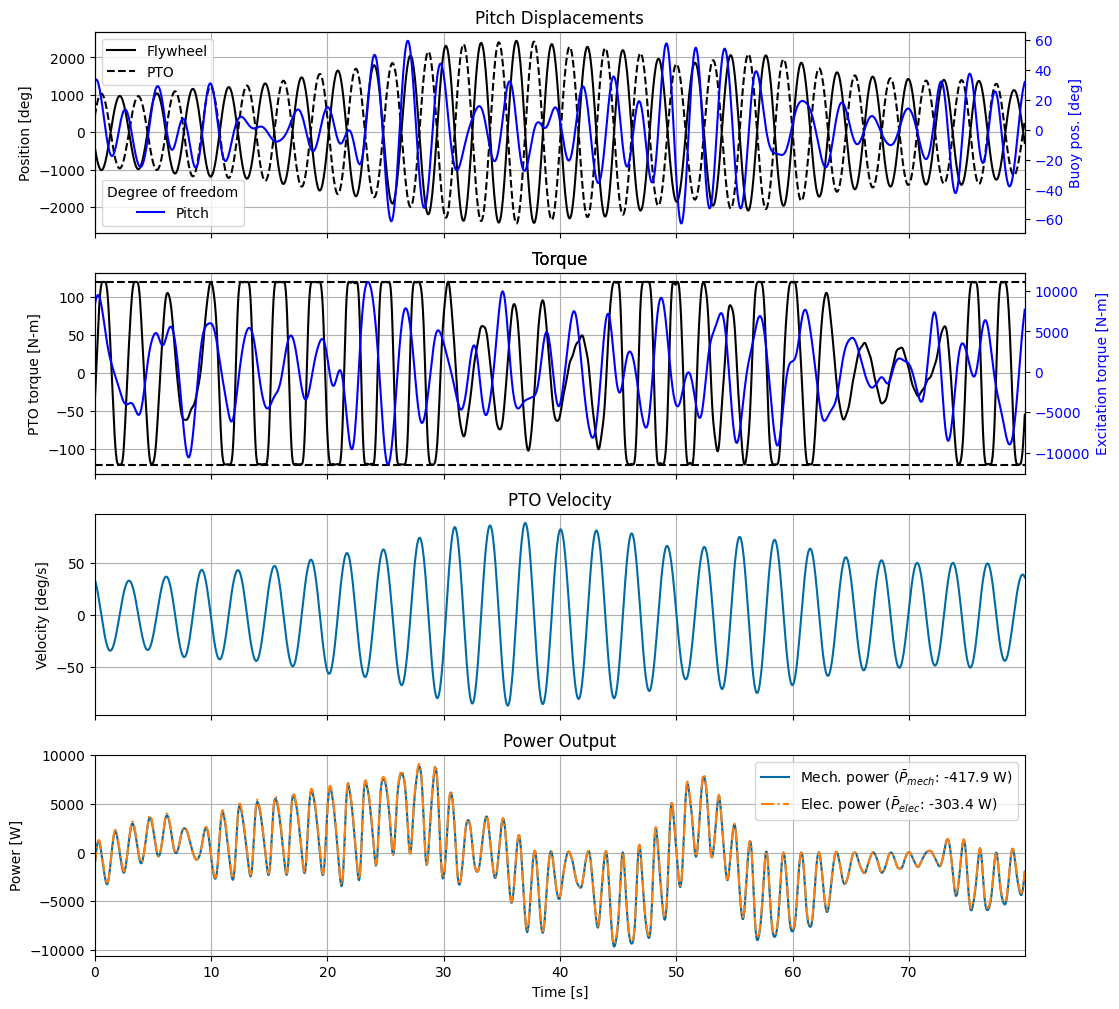 Pitch Displacements
Flywheel
PTO
Degree of freedom
Pitch
Position [deg]
2000
1000
0
−1000
−2000
60
40
20
0
−20
−40
−60
Buoy pos. [deg]
Torque
PTO torque [N-m]
100
50
0
−50
−100
10000
5000
0
−5000
−10000
Excitation torque [N-m]
PTO Velocity
Velocity [deg/s]
50
0
−50
Power Output
Power [W]
10000
5000
0
−5000
−10000
Mech. power (P̄mech: -417.9 W)
Elec. power (P̄elec: -303.4 W)
0 10 20 30 40 50 60 70
Time [s]